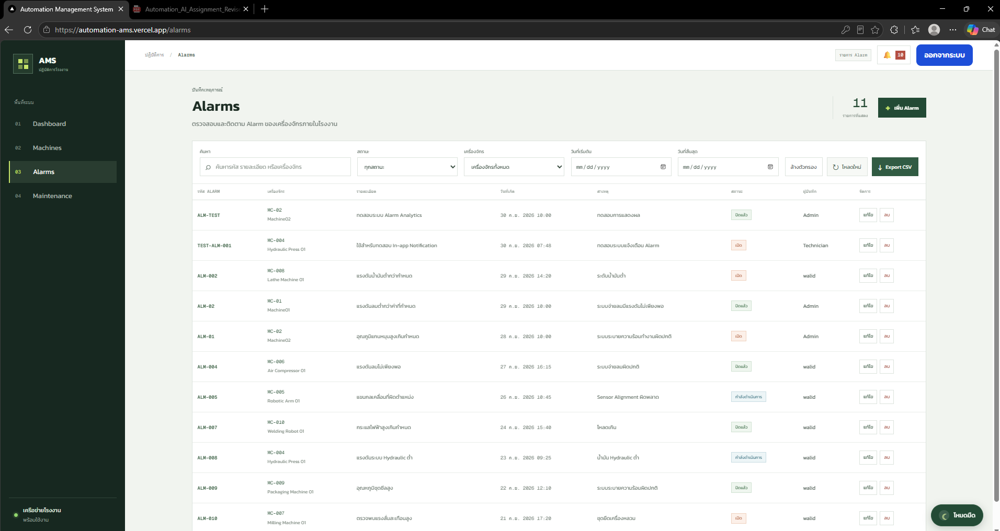 Automation Management System
Automation_AI_Assignment_Revise
https://automation-ams.vercel.app/alarms
Chat
AMS
ปฏิบัติการโรงงาน
พื้นที่ระบบ
01 Dashboard
02 Machines
03 Alarms
04 Maintenance
เครือข่ายโรงงาน
พร้อมใช้งาน
ปฏิบัติการ / Alarms
รายการ Alarm
10
ออกจากระบบ
บันทึกเหตุการณ์
Alarms
ตรวจสอบและติดตาม Alarm ของเครื่องจักรภายในโรงงาน
11
รายการที่แสดง
+ เพิ่ม Alarm
ค้นหา สถานะ เครื่องจักร วันที่เริ่มต้น วันที่สิ้นสุด
ค้นหารหัส รายละเอียด หรือเครื่องจักร ทุกสถานะ เครื่องจักรทั้งหมด mm/dd/yyyy mm/dd/yyyy ล้างตัวกรอง โหลดใหม่ Export CSV
รหัส ALARM เครื่องจักร รายละเอียด วันที่เกิด สาเหตุ สถานะ ผู้บันทึก จัดการ
ALM-TEST MC-02 ทดสอบระบบ Alarm Analytics 30 ก.ย. 2026 10:00 ทดสอบการแสดงผล ปิดแล้ว Admin แก้ไข ลบ
Machine02
TEST-ALM-001 MC-004 ใช้สำหรับทดสอบ In-app Notification 30 ก.ย. 2026 07:48 ทดสอบระบบแจ้งเตือน Alarm เปิด Technician แก้ไข ลบ
Hydraulic Press 01
ALM-002 MC-008 แรงดันน้ำมันต่ำกว่ากำหนด 29 ก.ย. 2026 14:20 ระดับน้ำมันต่ำ เปิด walid แก้ไข ลบ
Lathe Machine 01
ALM-02 MC-01 แรงดันลมต่ำกว่าค่าที่กำหนด 29 ก.ย. 2026 10:00 ระบบจ่ายลมมีแรงดันไม่เพียงพอ ปิดแล้ว Admin แก้ไข ลบ
Machine01
ALM-01 MC-02 อุณภูมิแกนหมุนสูงเกินกำหนด 28 ก.ย. 2026 10:00 ระบบระบายความร้อนทำงานผิดปกติ เปิด Admin แก้ไข ลบ
Machine02
ALM-004 MC-006 แรงดันลมไม่เพียงพอ 27 ก.ย. 2026 16:15 ระบบจ่ายลมผิดปกติ ปิดแล้ว walid แก้ไข ลบ
Air Compressor 01
ALM-005 MC-005 แขนกลเคลื่อนที่ผิดตำแหน่ง 26 ก.ย. 2026 10:45 Sensor Alignment ผิดพลาด กำลังดำเนินการ walid แก้ไข ลบ
Robotic Arm 01
ALM-007 MC-010 กระแสไฟฟ้าสูงเกินกำหนด 24 ก.ย. 2026 15:40 โหลดเกิน ปิดแล้ว walid แก้ไข ลบ
Welding Robot 01
ALM-008 MC-004 แรงดันระบบ Hydraulic ต่ำ 23 ก.ย. 2026 09:25 น้ำมัน Hydraulic ต่ำ กำลังดำเนินการ walid แก้ไข ลบ
Hydraulic Press 01
ALM-009 MC-009 อุณหภูมิชุดซีลสูง 22 ก.ย. 2026 12:10 ระบบระบายความร้อนผิดปกติ ปิดแล้ว walid แก้ไข ลบ
Packaging Machine 01
ALM-010 MC-007 ตรวจพบแรงสั่นสะเทือนสูง 21 ก.ย. 2026 17:20 ชุดยึดเครื่องหลวม เปิด walid แก้ไข ลบ
Milling Machine 01
โหมดมืด